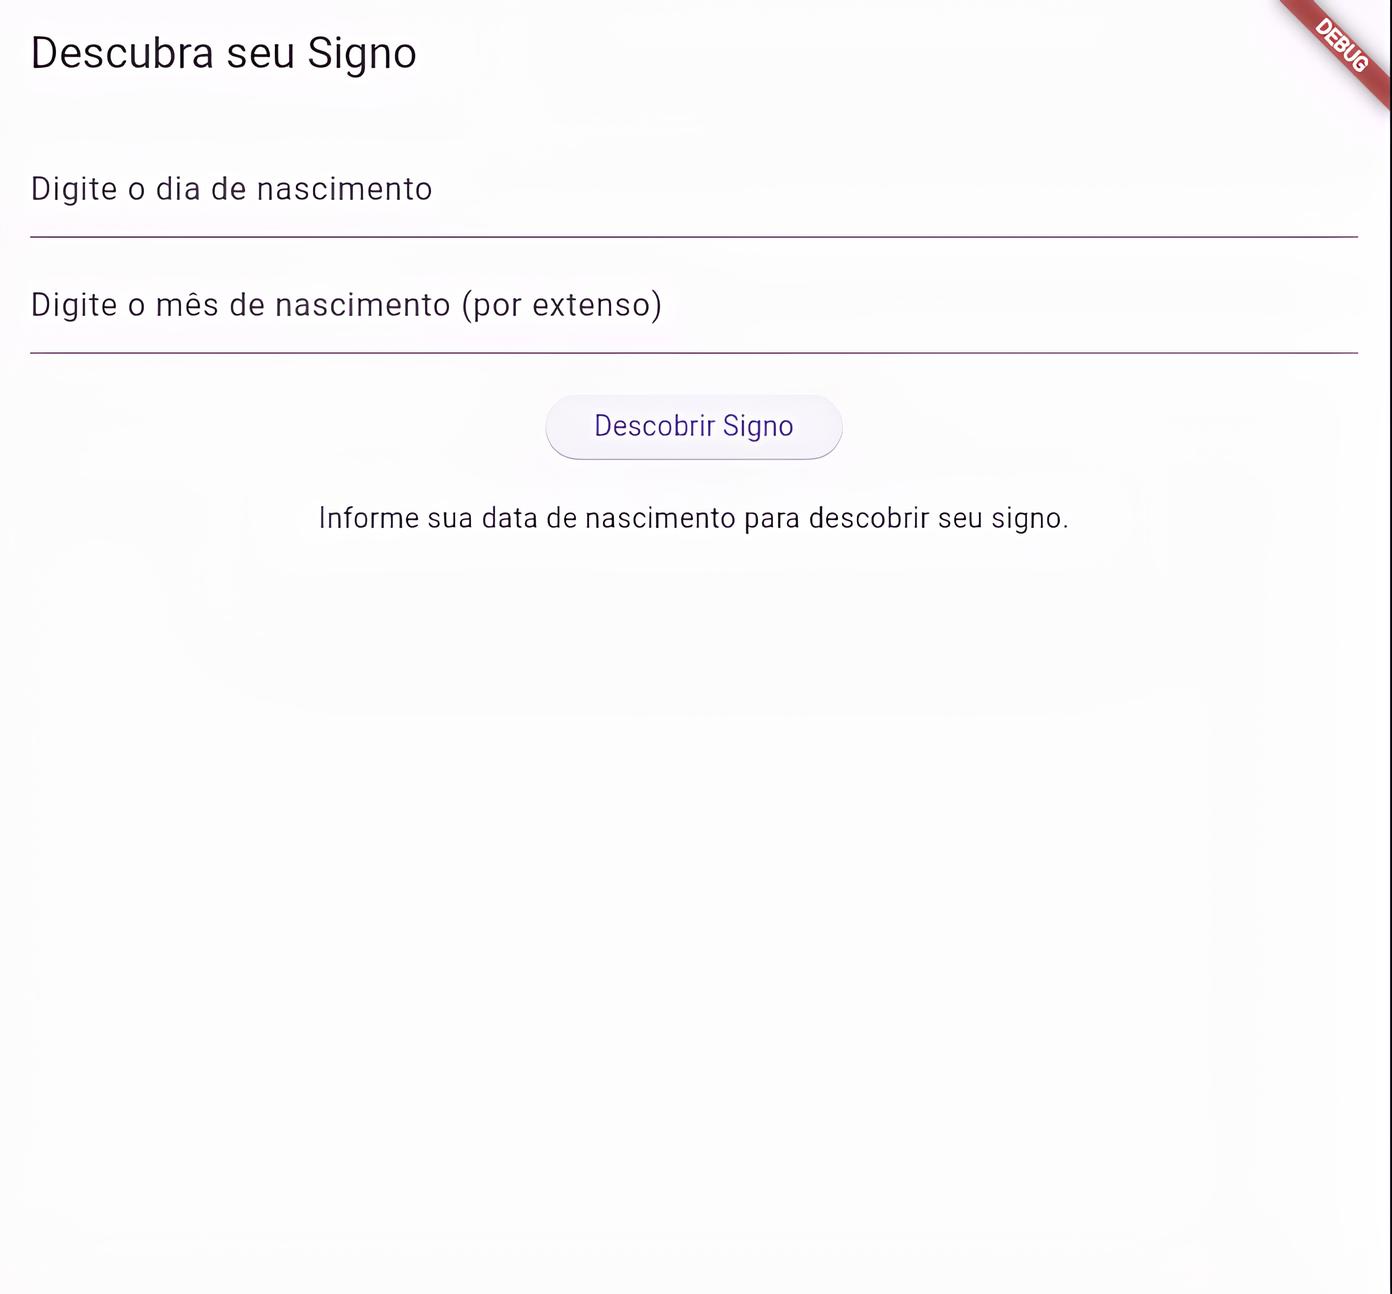 Descubra seu Signo
DEBUG
Digite o dia de nascimento
Digite o mês de nascimento (por extenso)
Descobrir Signo
Informe sua data de nascimento para descobrir seu signo.